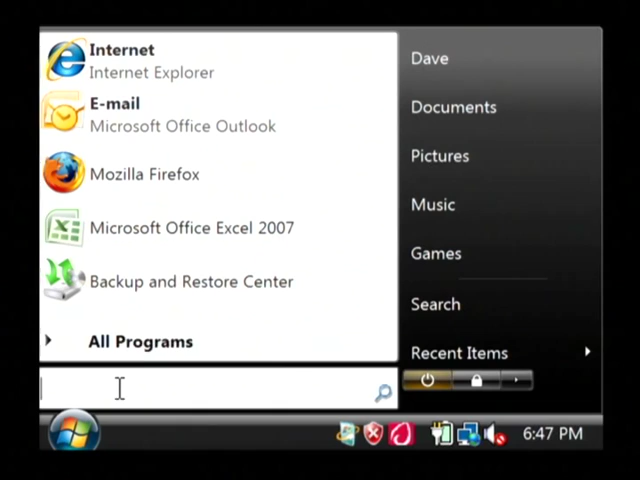 Internet
Internet Explorer
E-mail
Microsoft Office Outlook
Mozilla Firefox
Microsoft Office Excel 2007
Backup and Restore Center
All Programs
Dave
Documents
Pictures
Music
Games
Search
Recent Items
6:47 PM